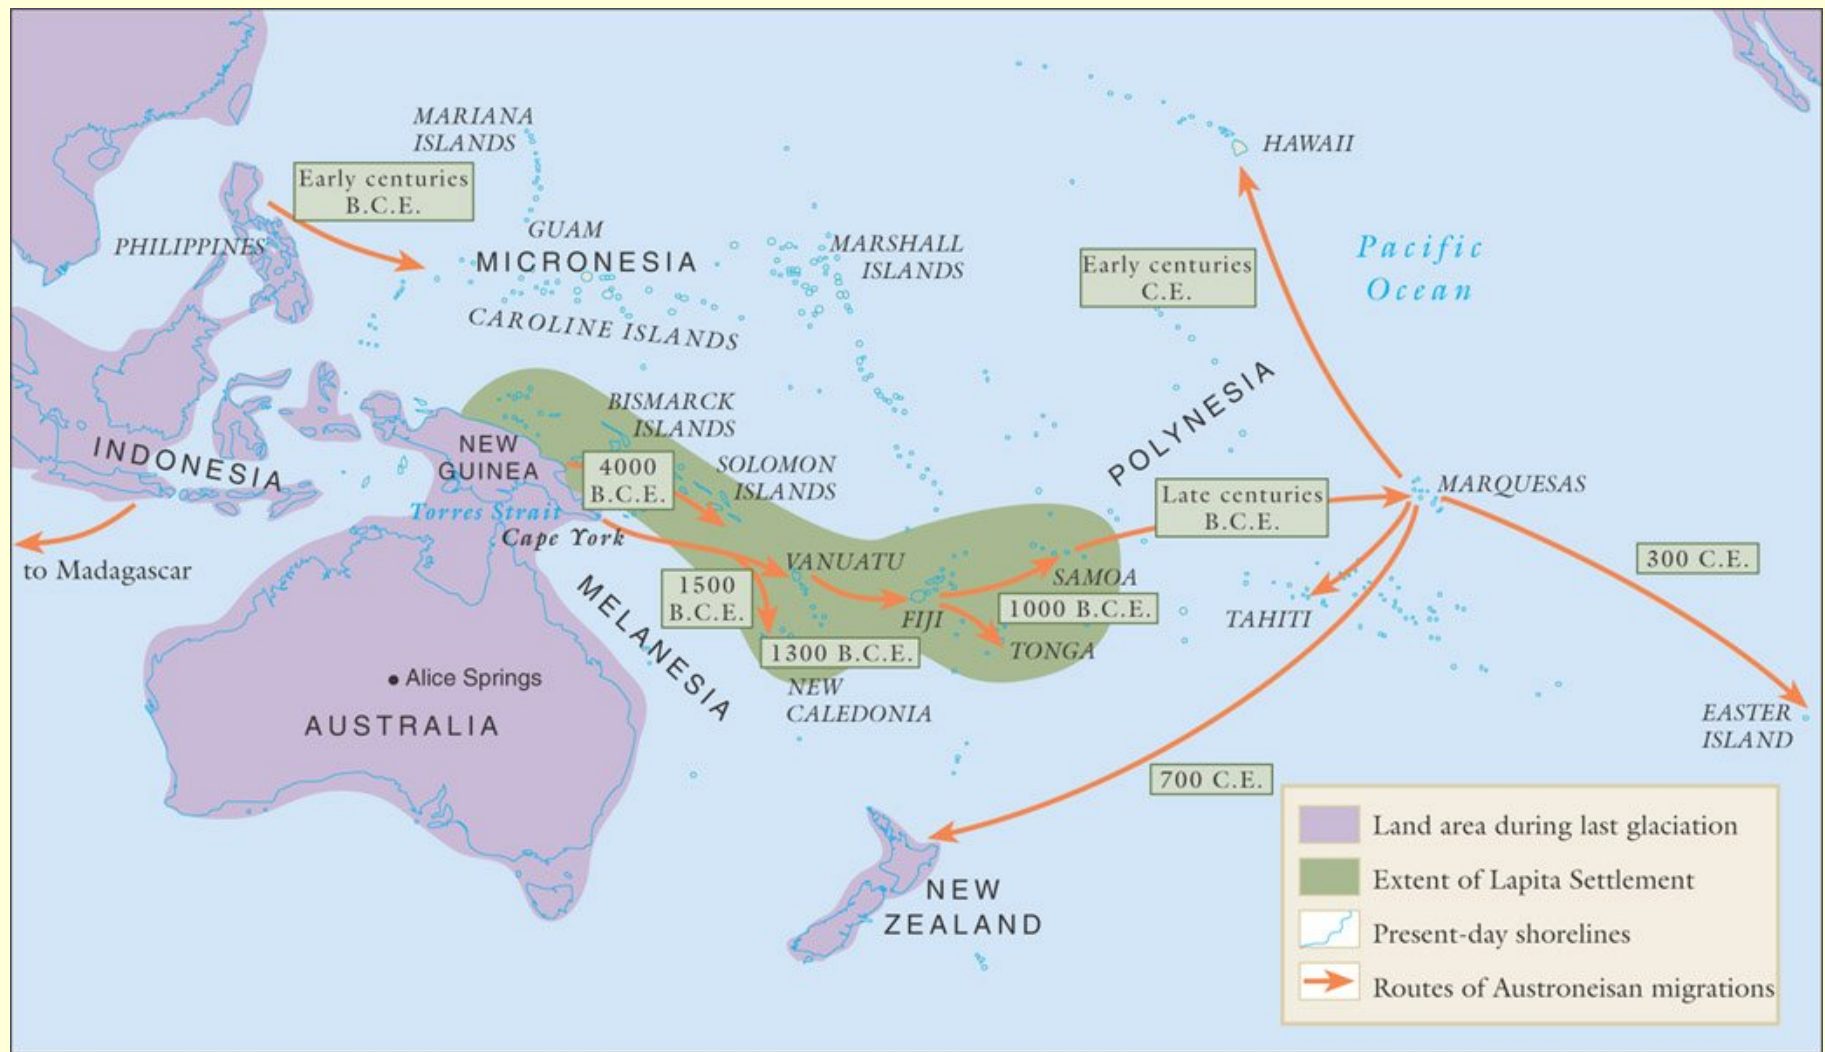 MARIANA
ISLANDS
HAWAII
Early centuries
B.C.E.
GUAM
PHILIPPINES
MICRONESIA
MARSHALL
ISLANDS
Pacific
Ocean
Early centuries
C.E.
CAROLINE ISLANDS
POLYNESIA
BISMARCK
ISLANDS
NEW
GUINEA
INDONESIA
4000
B.C.E.
SOLOMON
ISLANDS
MARQUESAS
Late centuries
B.C.E.
Torres Strait
Cape York
to Madagascar
VANUATU
SAMOA
300 C.E.
1500
B.C.E.
MELANESIA
FIJI
1000 B.C.E.
TAHITI
TONGA
1300 B.C.E.
Alice Springs
NEW
CALEDONIA
AUSTRALIA
EASTER
ISLAND
700 C.E.
NEW
ZEALAND
Land area during last glaciation
Extent of Lapita Settlement
Present-day shorelines
Routes of Austroneisan migrations